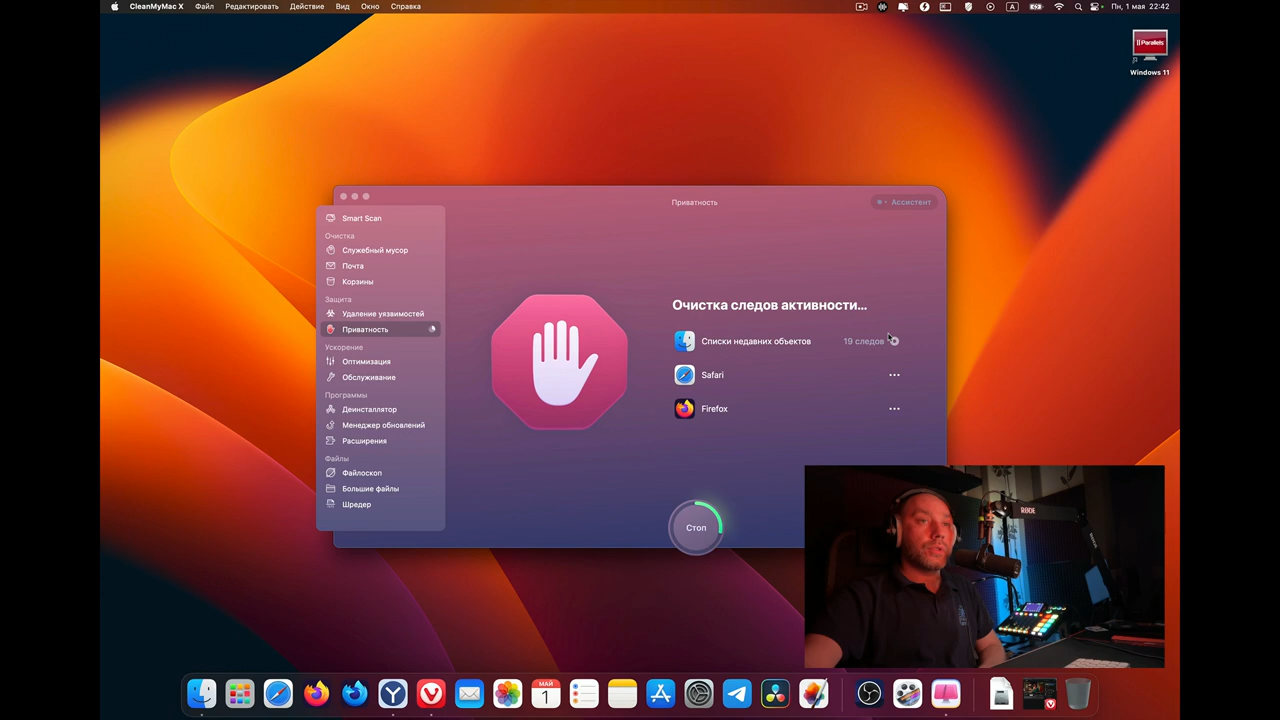 CleanMyMac X Файл Редактировать Действие Вид Окно Справка A Пн, 1 мая 22:42
Parallels
Windows 11
Приватность
Ассистент
Smart Scan
Очистка
Служебный мусор
Почта
Корзины
Защита
Удаление уязвимостей
Приватность
Ускорение
Оптимизация
Обслуживание
Программы
Деинсталлятор
Менеджер обновлений
Расширения
Файлы
Файлоскоп
Большие файлы
Шредер
Очистка следов активности...
Списки недавних объектов 19 следов
Safari
Firefox
Стоп
RØDE
МАЙ
1